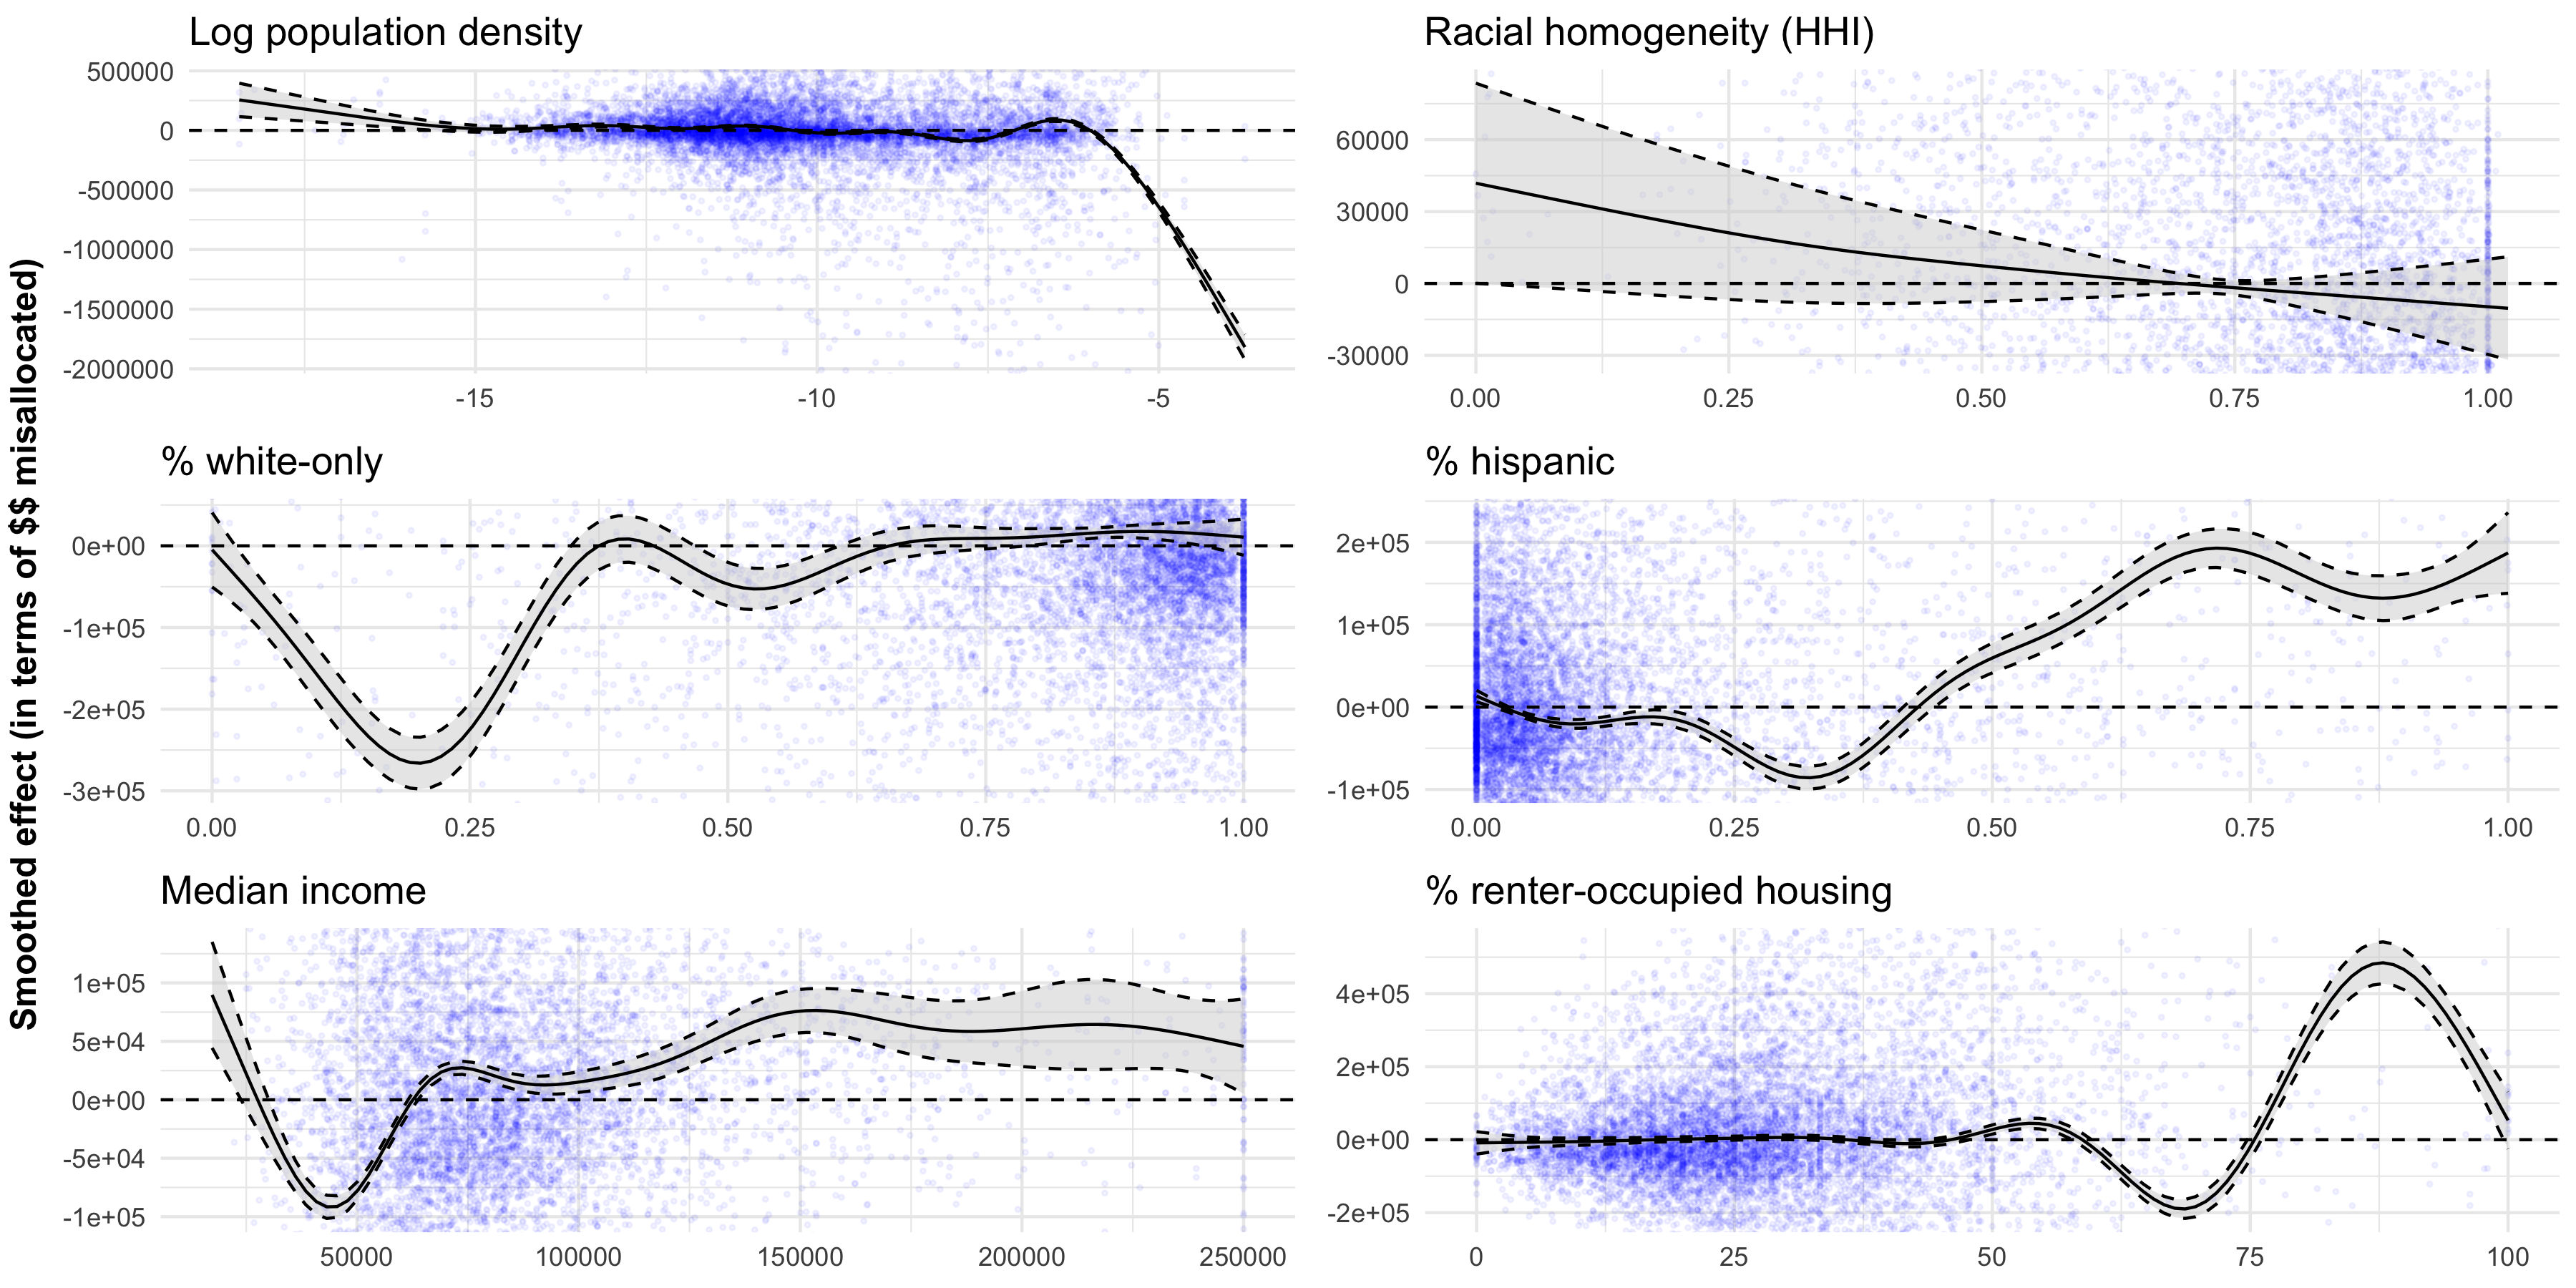 Smoothed effect (in terms of $$ misallocated)
Log population density
500000
0
-500000
-1000000
-1500000
-2000000
-15 -10 -5
Racial homogeneity (HHI)
60000
30000
0
-30000
0.00 0.25 0.50 0.75 1.00
% white-only
0e+00
-1e+05
-2e+05
-3e+05
0.00 0.25 0.50 0.75 1.00
% hispanic
2e+05
1e+05
0e+00
-1e+05
0.00 0.25 0.50 0.75 1.00
Median income
1e+05
5e+04
0e+00
-5e+04
-1e+05
50000 100000 150000 200000 250000
% renter-occupied housing
4e+05
2e+05
0e+00
-2e+05
0 25 50 75 100